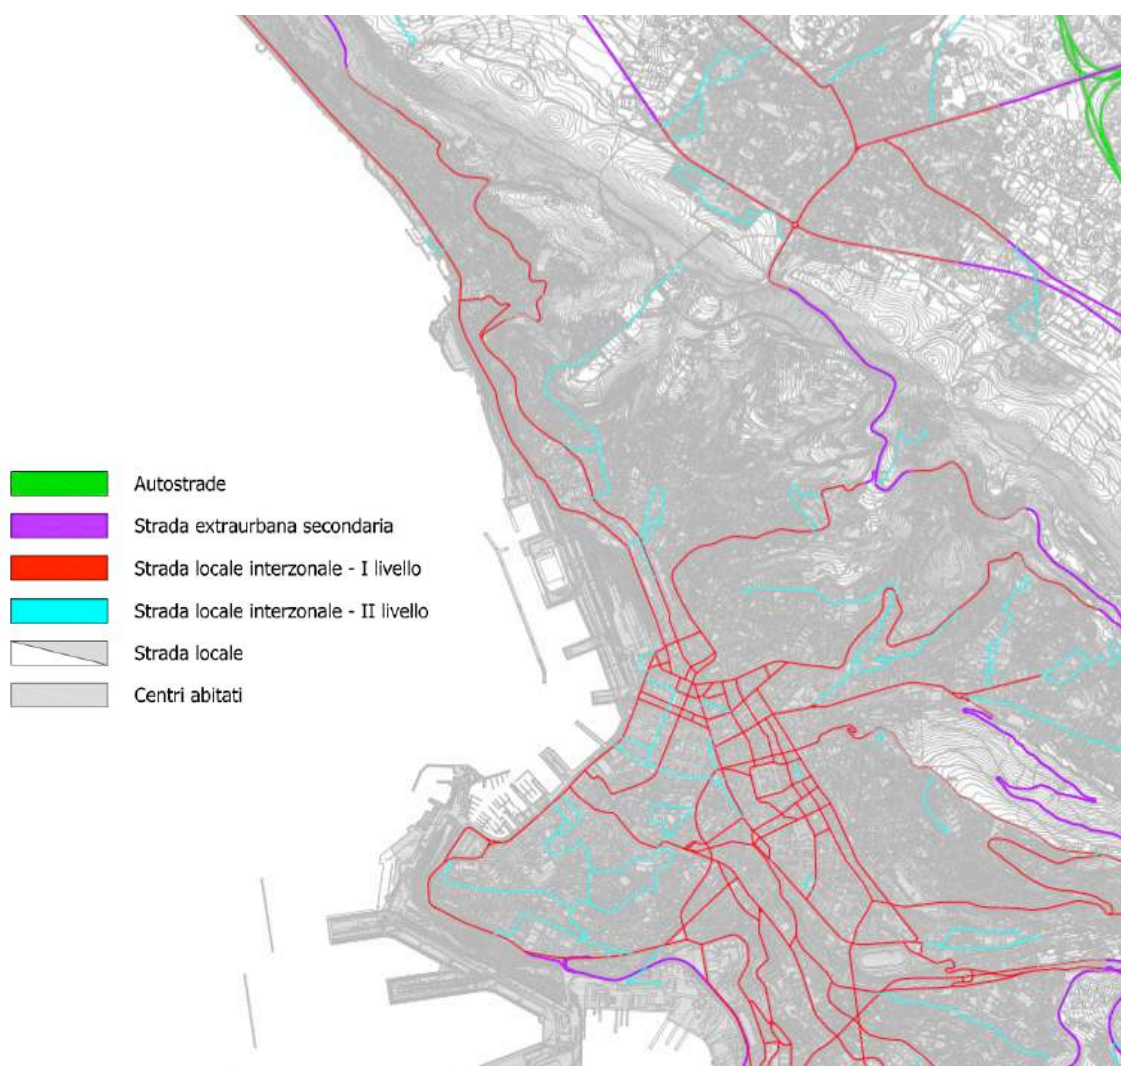 Autostrade
Strada extraurbana secondaria
Strada locale interzonale - I livello
Strada locale interzonale - II livello
Strada locale
Centri abitati